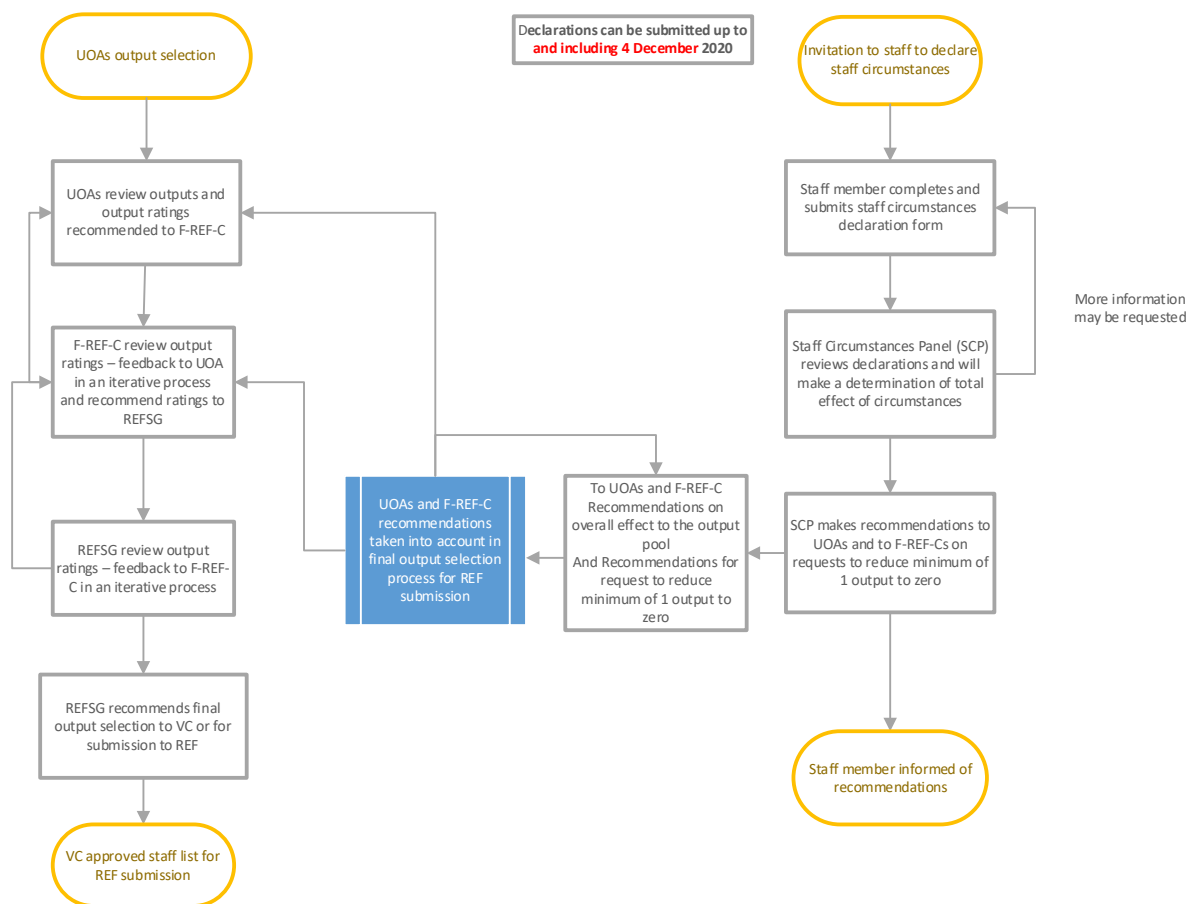 UOAs output selection
Declarations can be submitted up to
and including 4 December 2020
Invitation to staff to declare
staff circumstances
UOAs review outputs and
output ratings
recommended to F-REF-C
Staff member completes and
submits staff circumstances
declaration form
More information
may be requested
F-REF-C review output
ratings – feedback to UOA
in an iterative process
and recommend ratings to
REFSG
Staff Circumstances Panel (SCP)
reviews declarations and will
make a determination of total
effect of circumstances
UOAs and F-REF-C
recommendations
taken into account in
final output selection
process for REF
submission
To UOAs and F-REF-C
Recommendations on
overall effect to the output
pool
And Recommendations for
request to reduce
minimum of 1 output to
zero
SCP makes recommendations to
UOAs and to F-REF-Cs on
requests to reduce minimum of
1 output to zero
REFSG review output
ratings – feedback to F-REF-
C in an iterative process
REFSG recommends final
output selection to VC or for
submission to REF
Staff member informed of
recommendations
VC approved staff list for
REF submission